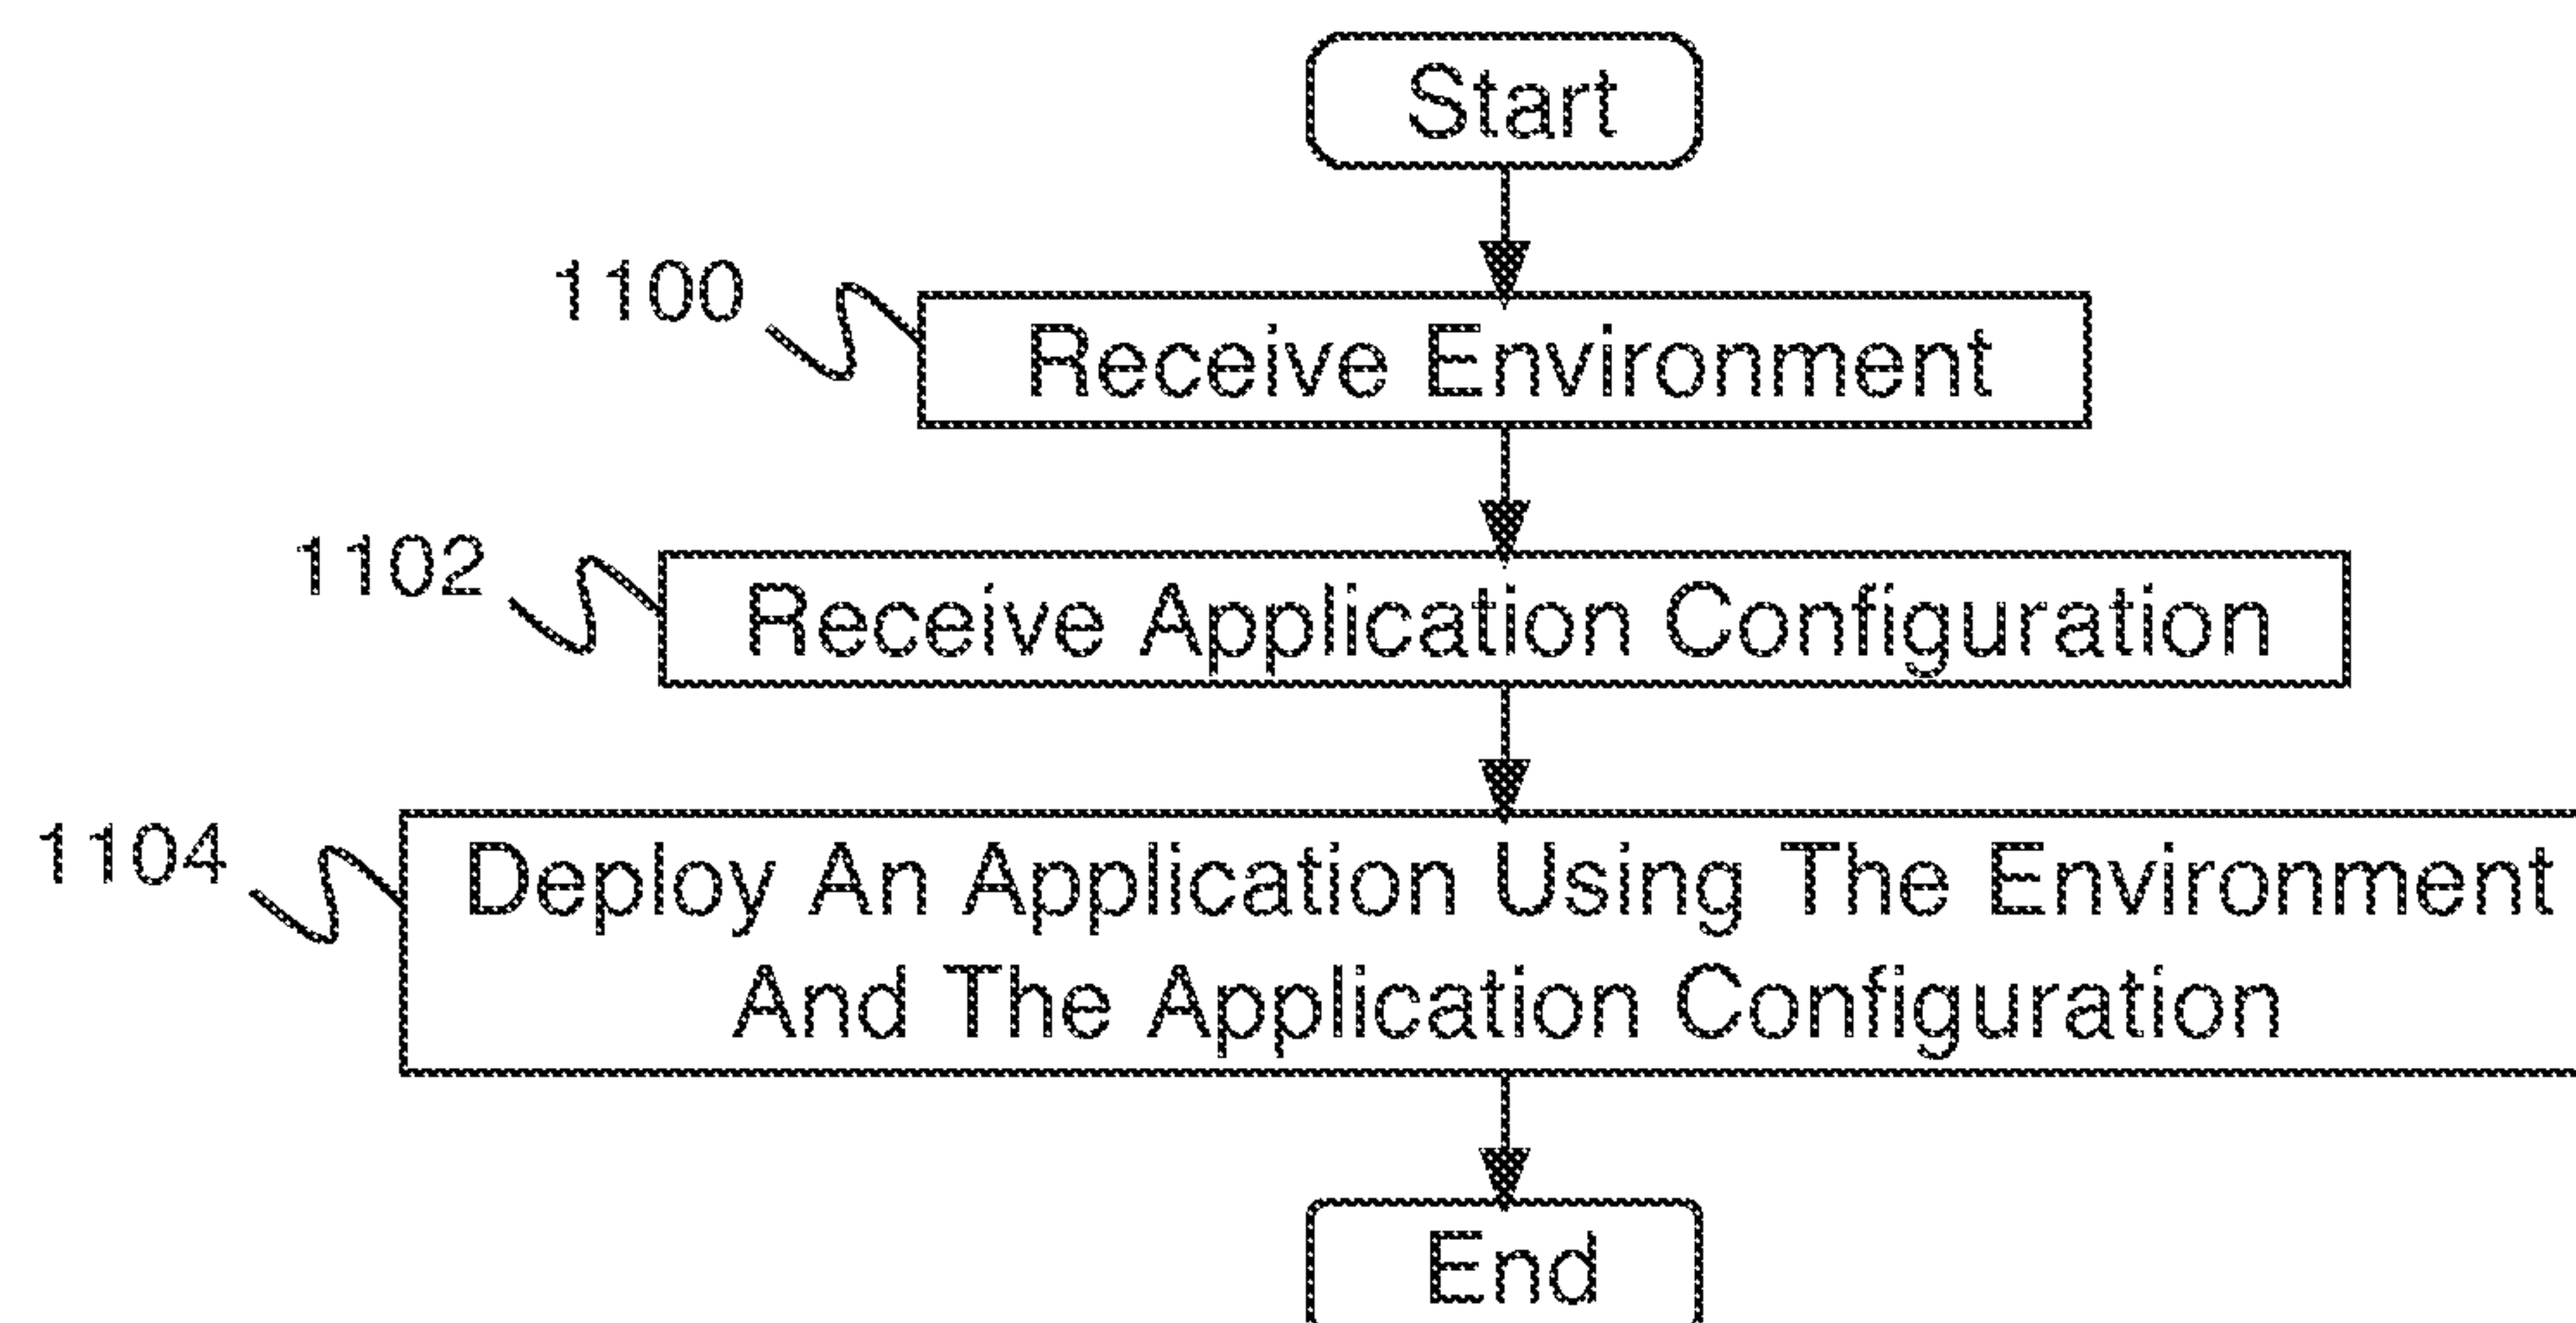 Start
1100
Receive Environment
1102
Receive Application Configuration
1104
Deploy An Application Using The Environment
And The Application Configuration
End